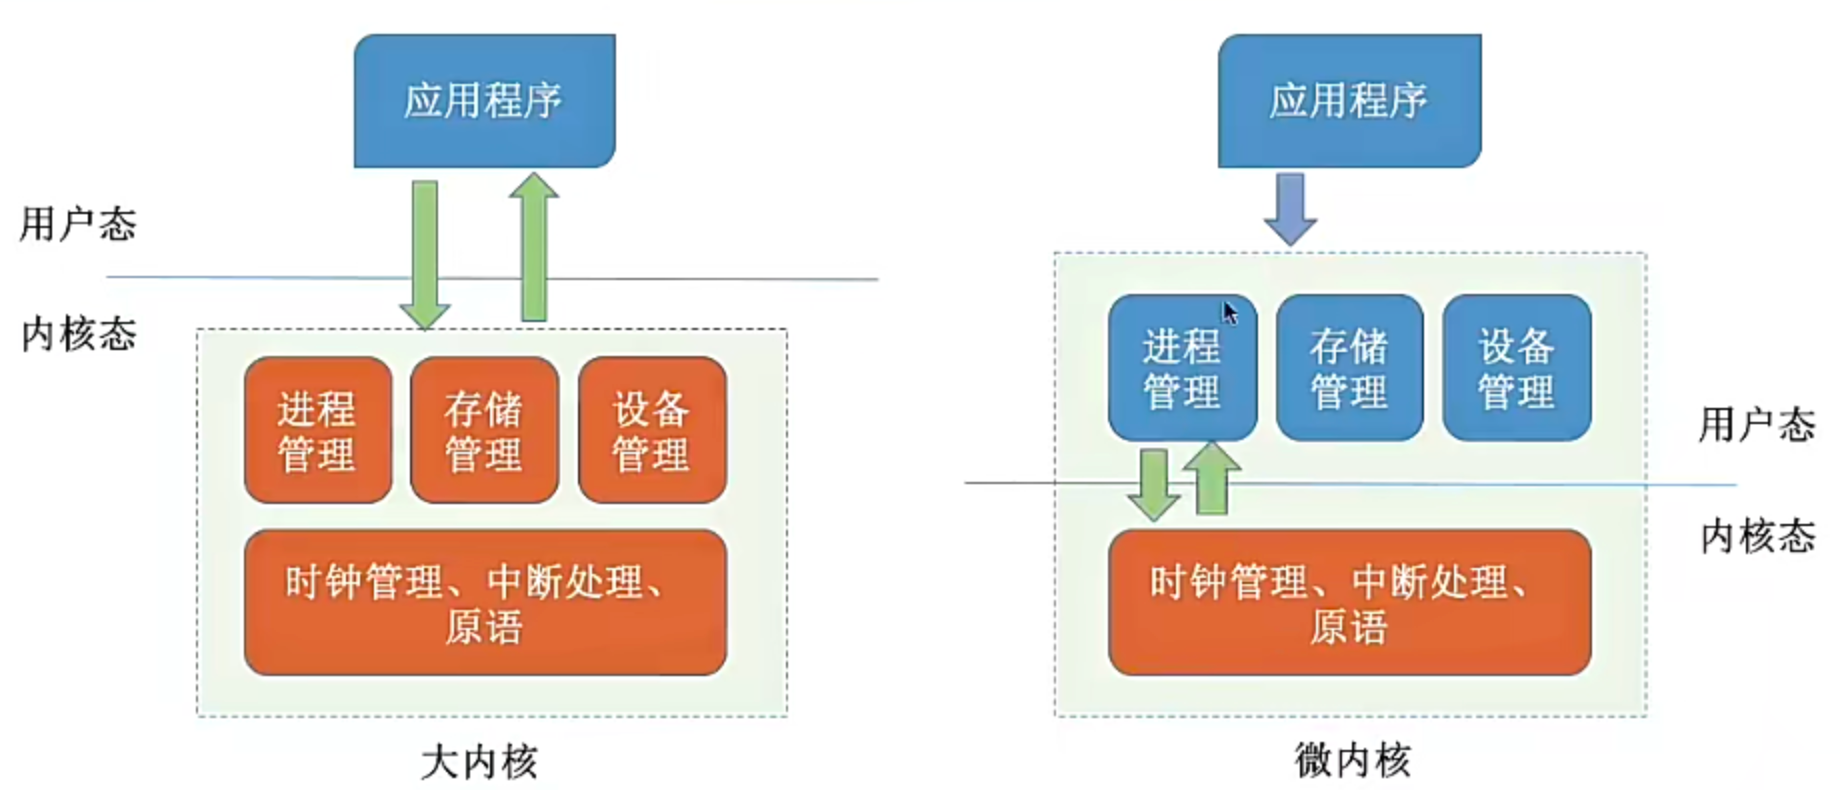 应用程序
用户态
内核态
进程
管理
存储
管理
设备
管理
时钟管理、中断处理、
原语
大内核
应用程序
进程
管理
存储
管理
设备
管理
用户态
内核态
时钟管理、中断处理、
原语
微内核